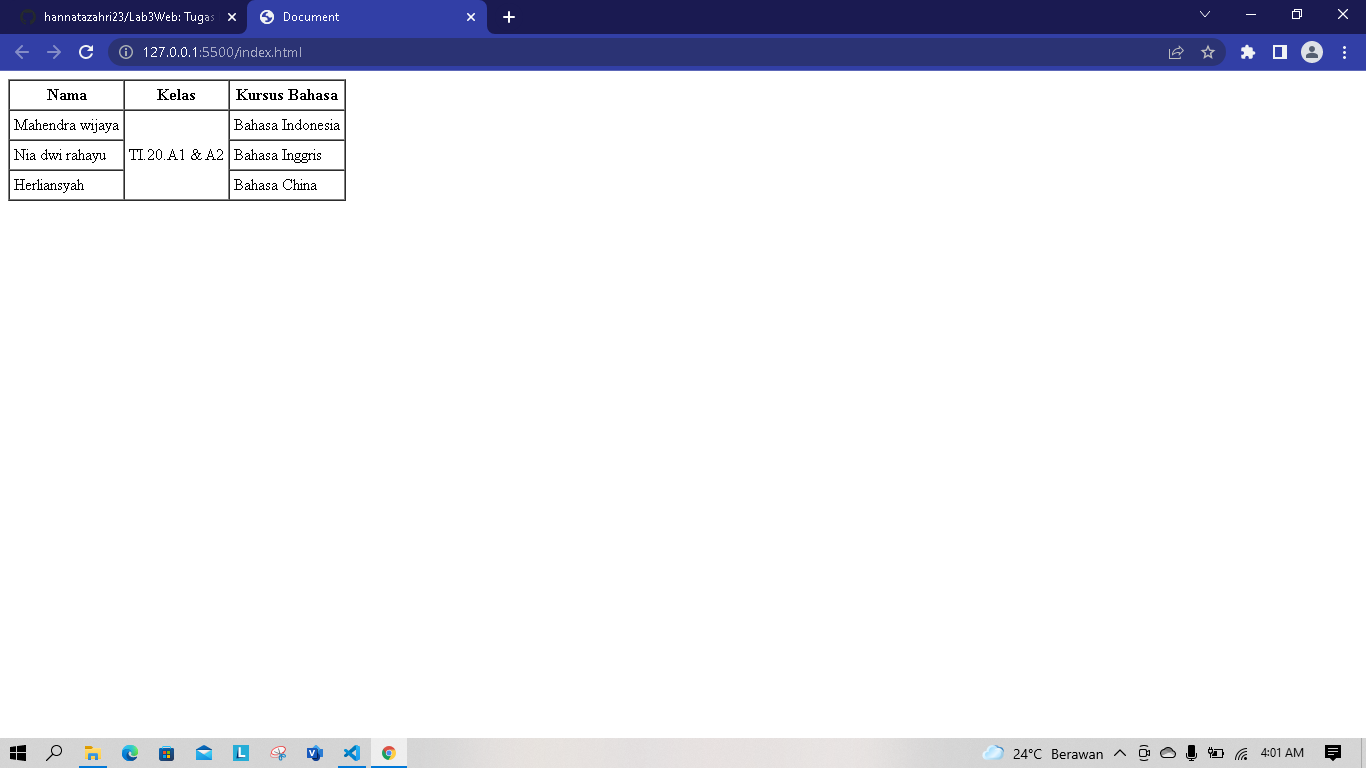 hannatazahri23/Lab3Web: Tugas
Document
127.0.0.1:5500/index.html
Nama Kelas Kursus Bahasa
Mahendra wijaya Bahasa Indonesia
Nia dwi rahayu TI.20.A1 & A2 Bahasa Inggris
Herliansyah Bahasa China
24°C Berawan 4:01 AM